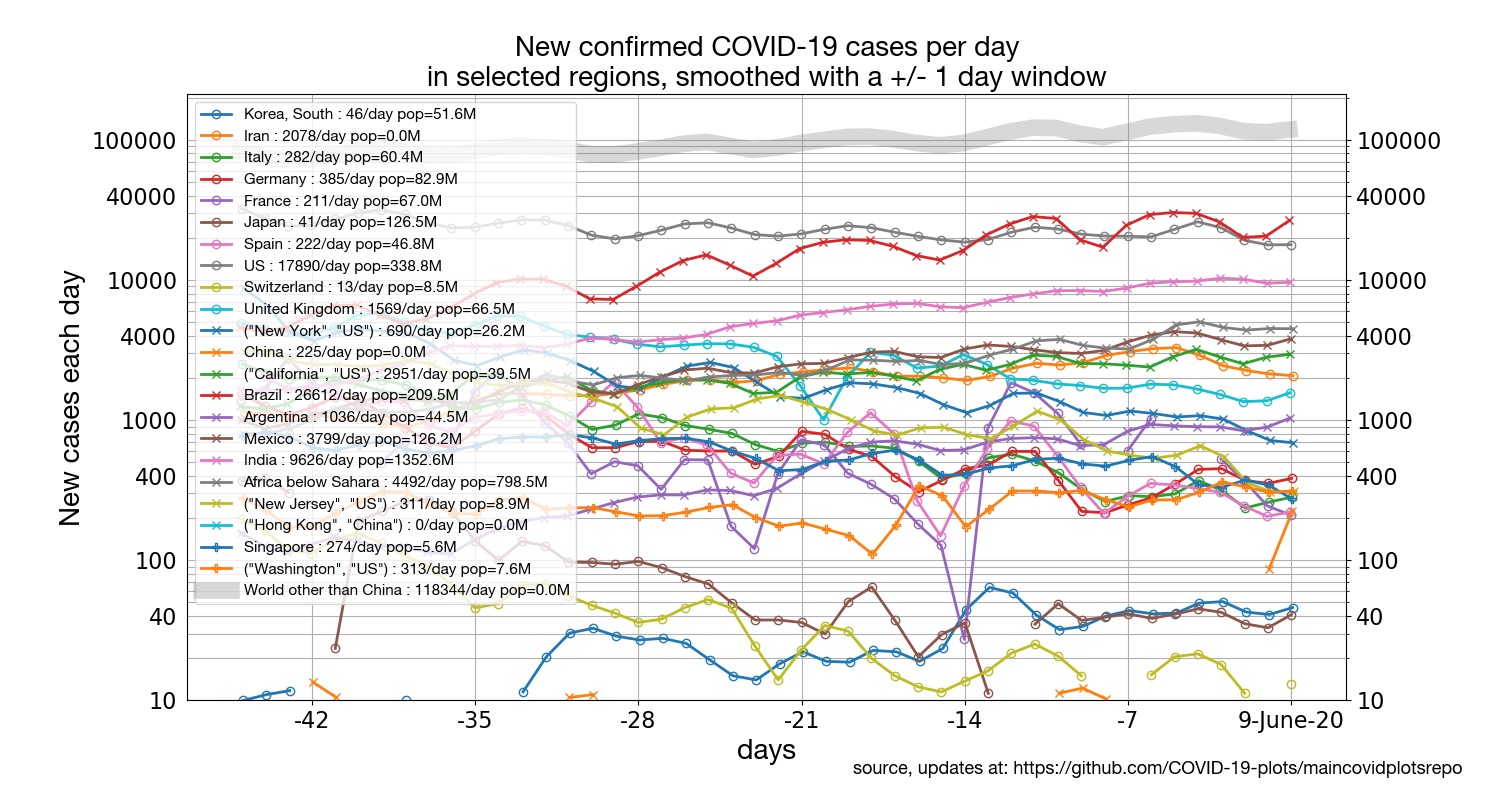 New confirmed COVID-19 cases per day
in selected regions, smoothed with a +/- 1 day window
Korea, South : 46/day pop=51.6M
Iran : 2078/day pop=0.0M
Italy : 282/day pop=60.4M
Germany : 385/day pop=82.9M
France : 211/day pop=67.0M
Japan : 41/day pop=126.5M
Spain : 222/day pop=46.8M
US : 17890/day pop=338.8M
Switzerland : 13/day pop=8.5M
United Kingdom : 1569/day pop=66.5M
("New York", "US") : 690/day pop=26.2M
China : 225/day pop=0.0M
("California", "US") : 2951/day pop=39.5M
Brazil : 26612/day pop=209.5M
Argentina : 1036/day pop=44.5M
Mexico : 3799/day pop=126.2M
India : 9626/day pop=1352.6M
Africa below Sahara : 4492/day pop=798.5M
("New Jersey", "US") : 311/day pop=8.9M
("Hong Kong", "China") : 0/day pop=0.0M
Singapore : 274/day pop=5.6M
("Washington", "US") : 313/day pop=7.6M
World other than China : 118344/day pop=0.0M
New cases each day
100000
40000
10000
4000
1000
400
100
40
10
100000
40000
10000
4000
1000
400
100
40
10
-42 -35 -28 -21 -14 -7 9-June-20
days
source, updates at: https://github.com/COVID-19-plots/maincovidplotsrepo